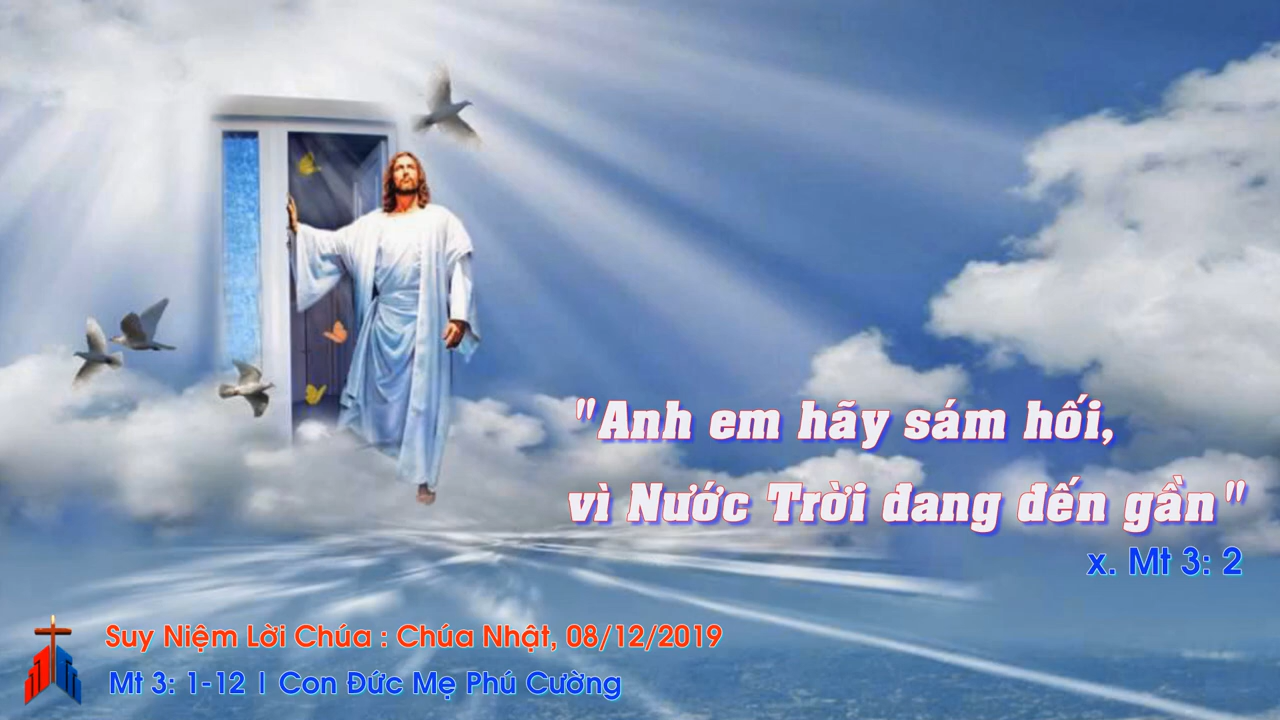 "Anh em hãy sám hối,
vì Nước Trời đang đến gần"
x. Mt 3: 2
Suy Niệm Lời Chúa : Chúa Nhật, 08/12/2019
Mt 3: 1-12 | Con Đức Mẹ Phú Cường